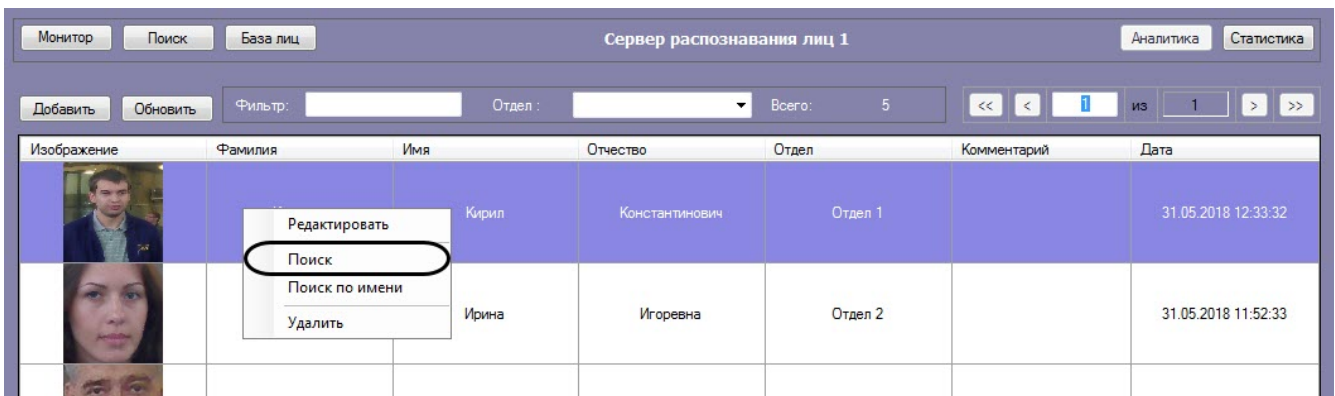 Монитор Поиск База лиц Сервер распознавания лиц 1 Аналитика Статистика
Добавить Обновить Фильтр: Отдел : Всего: 5 << < 1 из 1 > >>
Изображение Фамилия Имя Отчество Отдел Комментарий Дата
Кирил Константинович Отдел 1 31.05.2018 12:33:32
Редактировать
Поиск
Поиск по имени
Ирина Игоревна Отдел 2 31.05.2018 11:52:33
Удалить